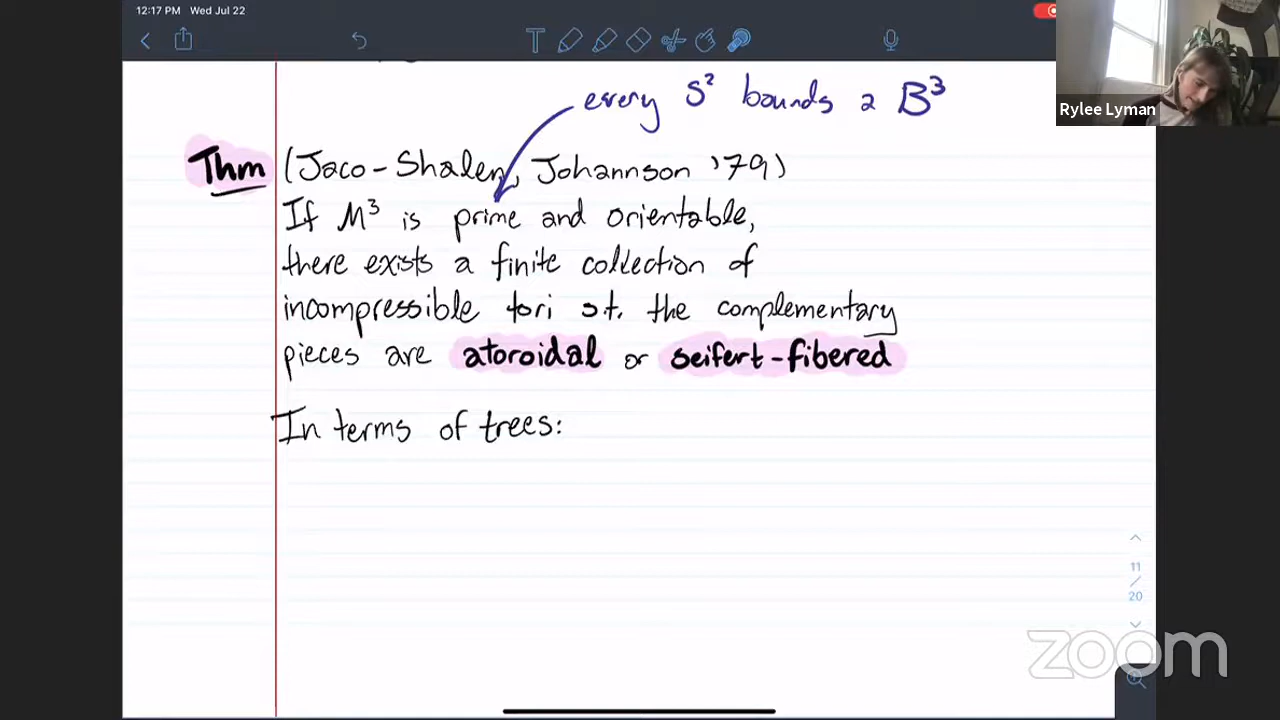 12:17 PM Wed Jul 22
Rylee Lyman
every S² bounds a B³
Thm (Jaco-Shalen, Johannson '79)
If M³ is prime and orientable,
there exists a finite collection of
incompressible tori s.t. the complementary
pieces are atoroidal or seifert-fibered
In terms of trees:
11
/
20
zoom